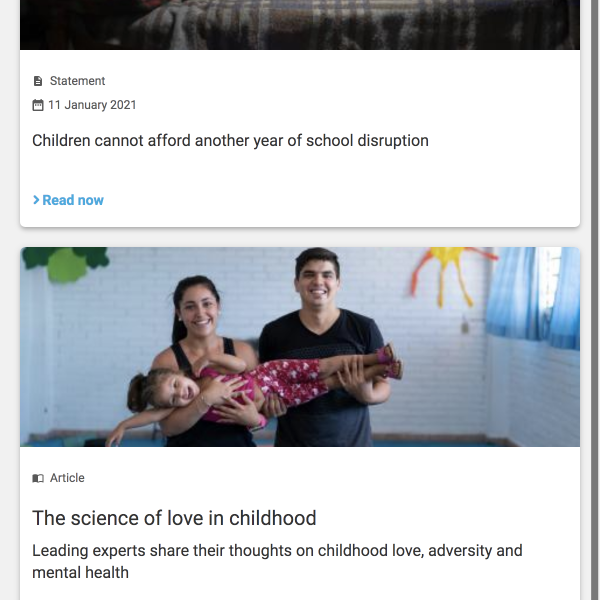 Statement
11 January 2021
Children cannot afford another year of school disruption
Read now
Article
The science of love in childhood
Leading experts share their thoughts on childhood love, adversity and
mental health